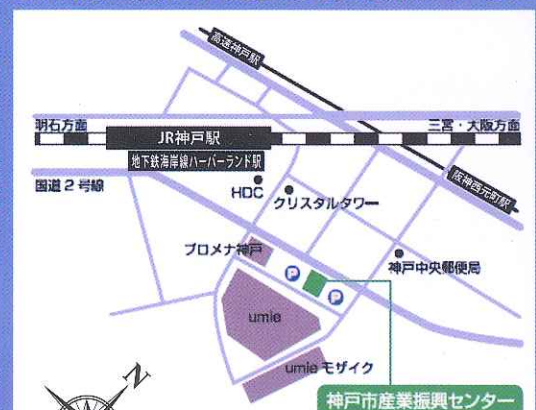 高速神戸駅
明石方面
JR神戸駅
三宮・大阪方面
地下鉄海岸線ハーバーランド駅
国道2号線
HDC
クリスタルタワー
阪神西元町駅
プロメナ神戸
神戸中央郵便局
P
P
umie
umie モザイク
N
神戸市産業振興センター